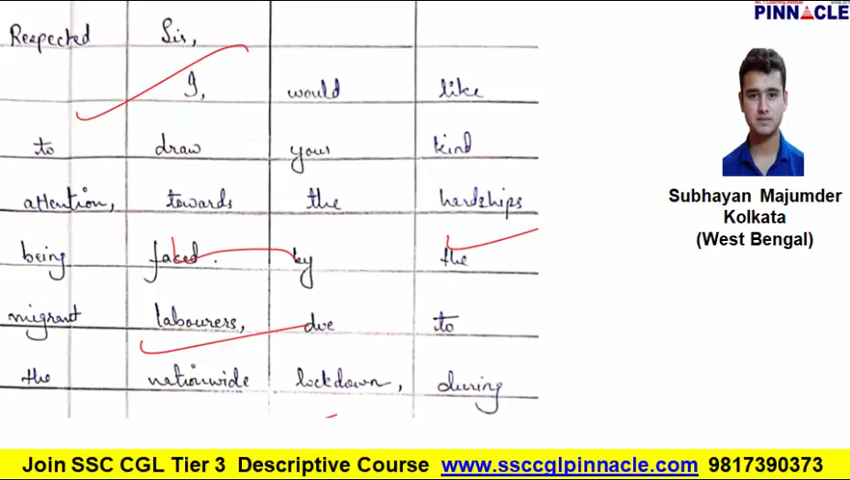 PINNACLE
Respected Sir,
I, would like
to draw your kind
attention, towards the hardships
being faked. by the
migrant labourers, due to
the nationwide lockdown, during
Subhayan Majumder
Kolkata
(West Bengal)
Join SSC CGL Tier 3 Descriptive Course www.ssccglpinnacle.com 9817390373